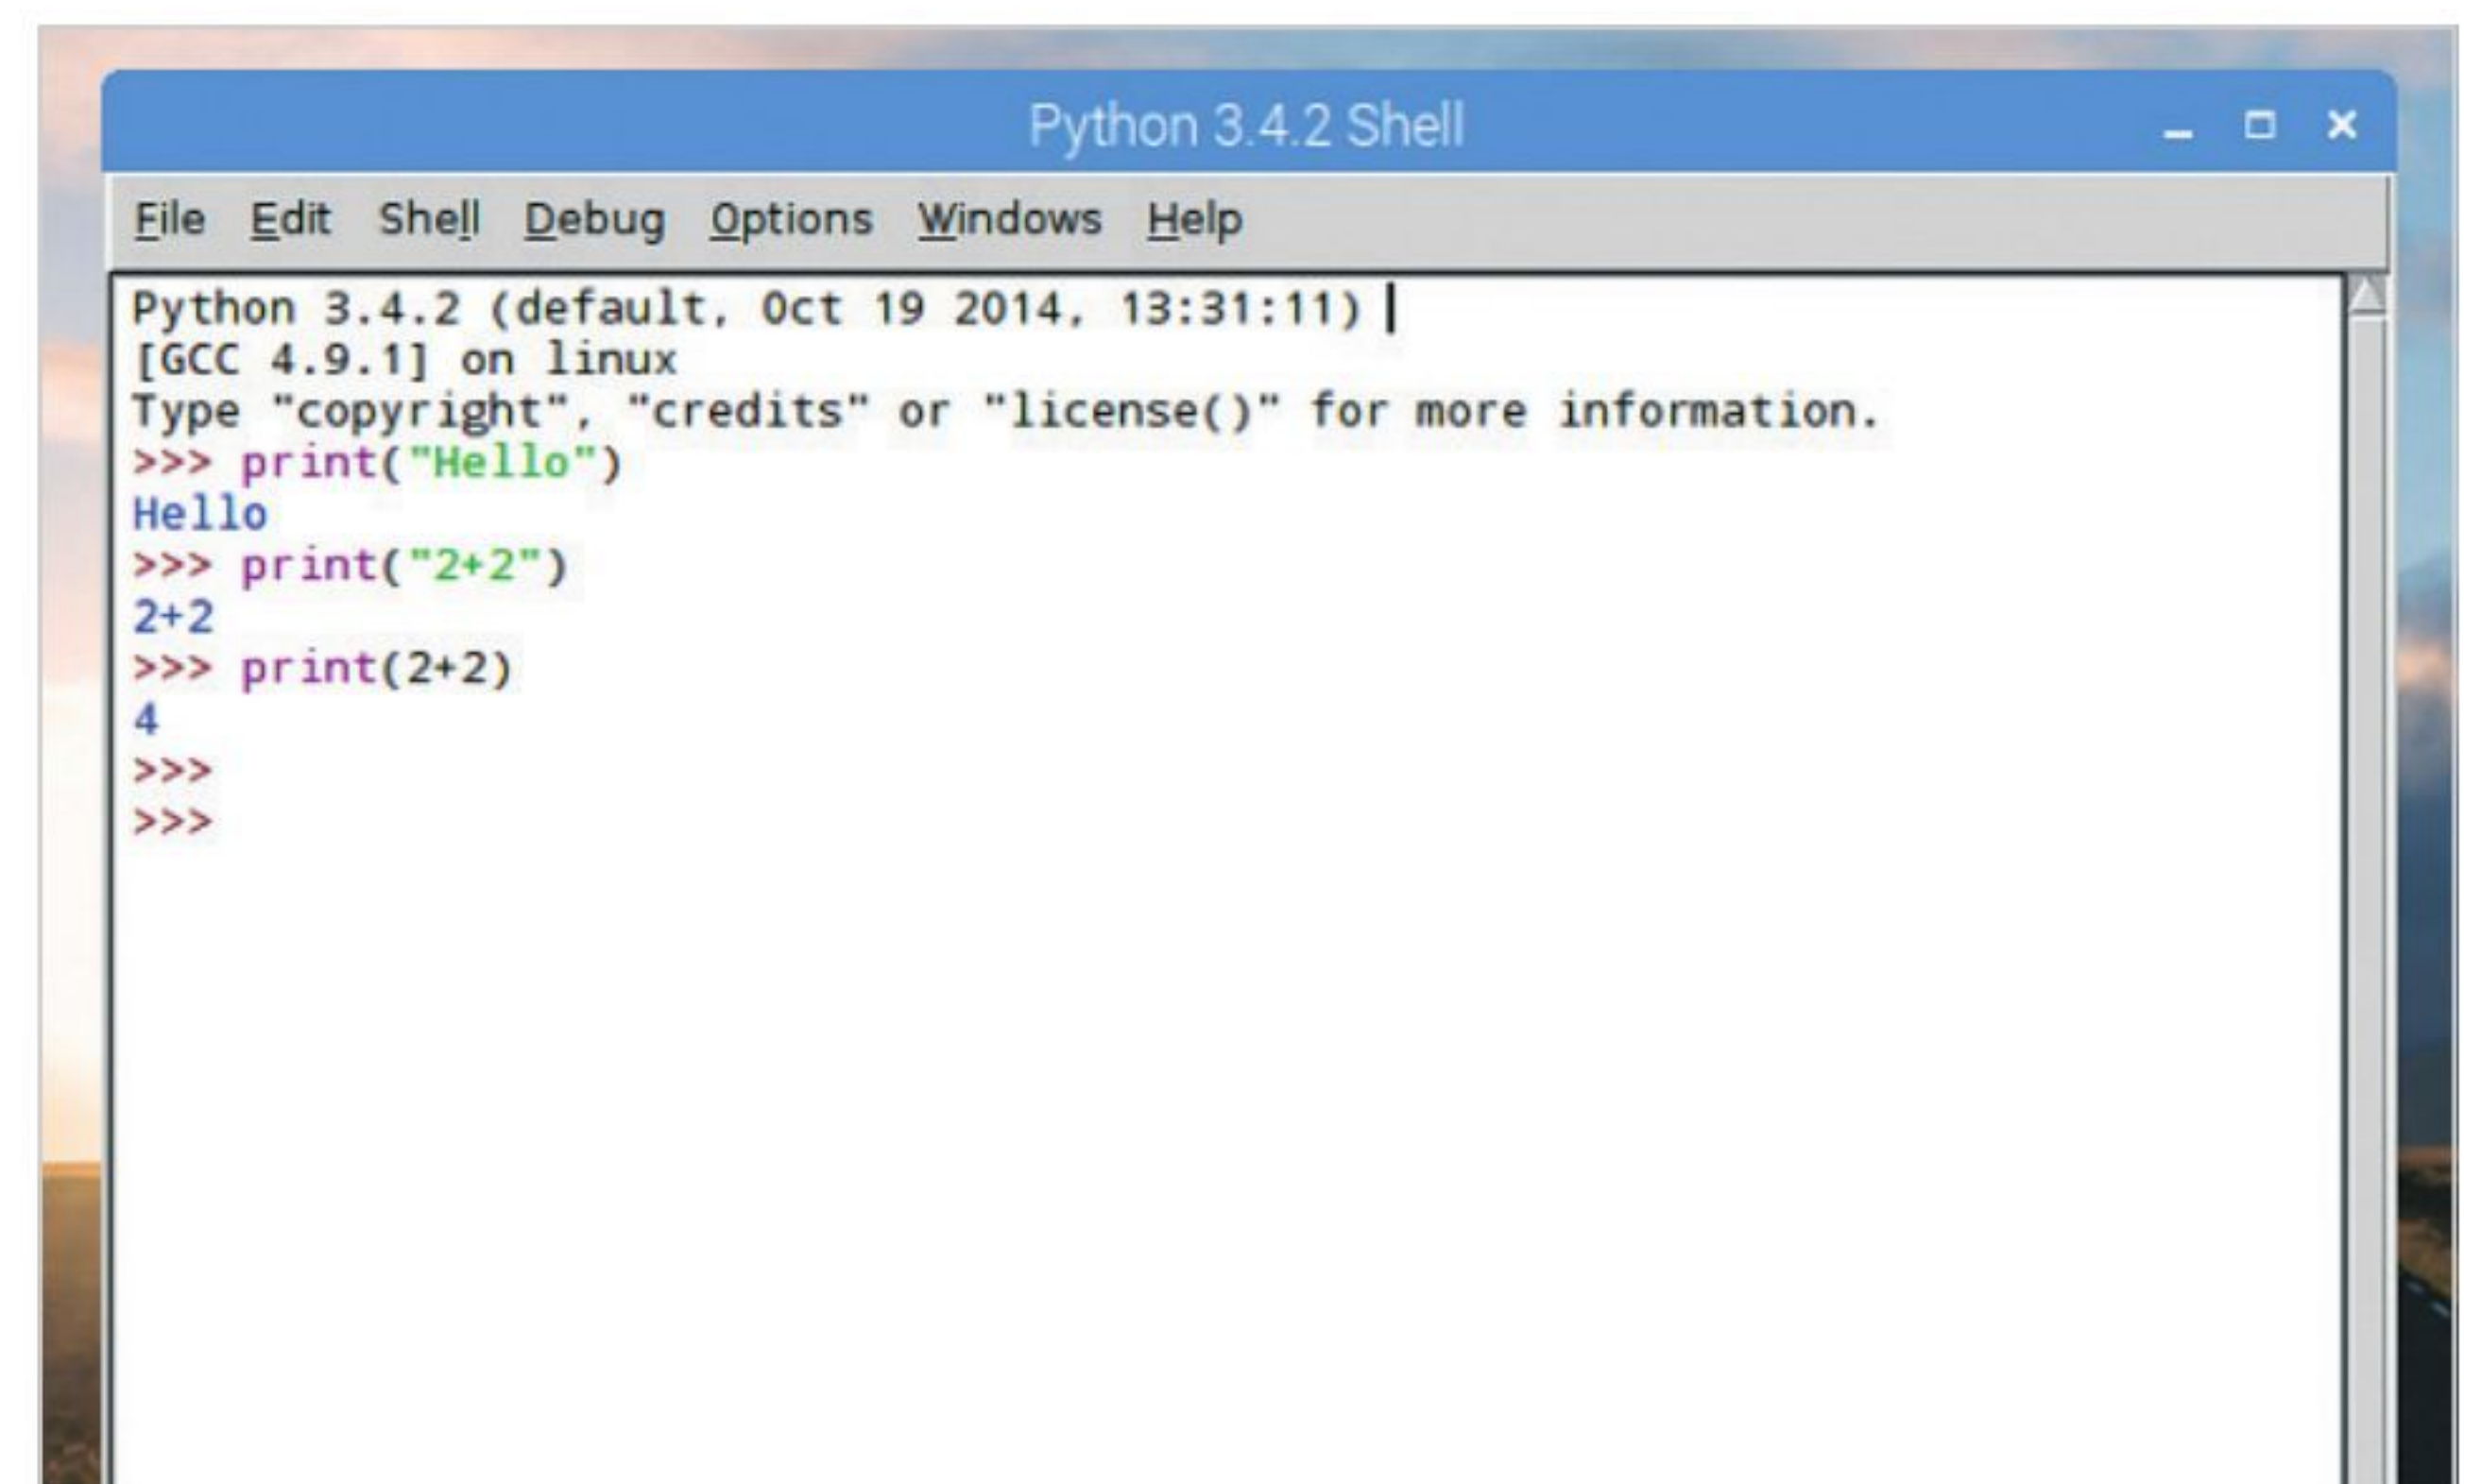 Python 3.4.2 Shell
File Edit Shell Debug Options Windows Help
Python 3.4.2 (default, Oct 19 2014, 13:31:11)
[GCC 4.9.1] on linux
Type "copyright", "credits" or "license()" for more information.
>>> print("Hello")
Hello
>>> print("2+2")
2+2
>>> print(2+2)
4
>>>
>>>